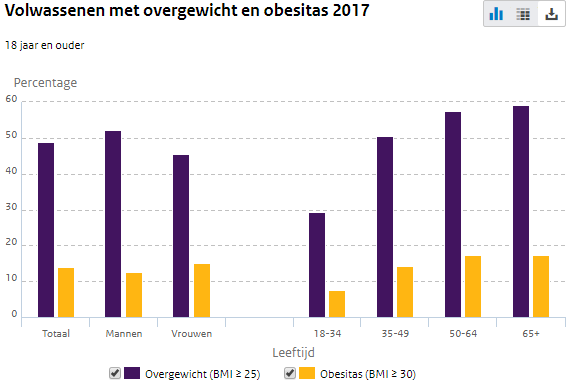 Volwassenen met overgewicht en obesitas 2017
18 jaar en ouder
Percentage
60
50
40
30
20
10
0
Totaal Mannen Vrouwen 18-34 35-49 50-64 65+
Leeftijd
Overgewicht (BMI ≥ 25) Obesitas (BMI ≥ 30)